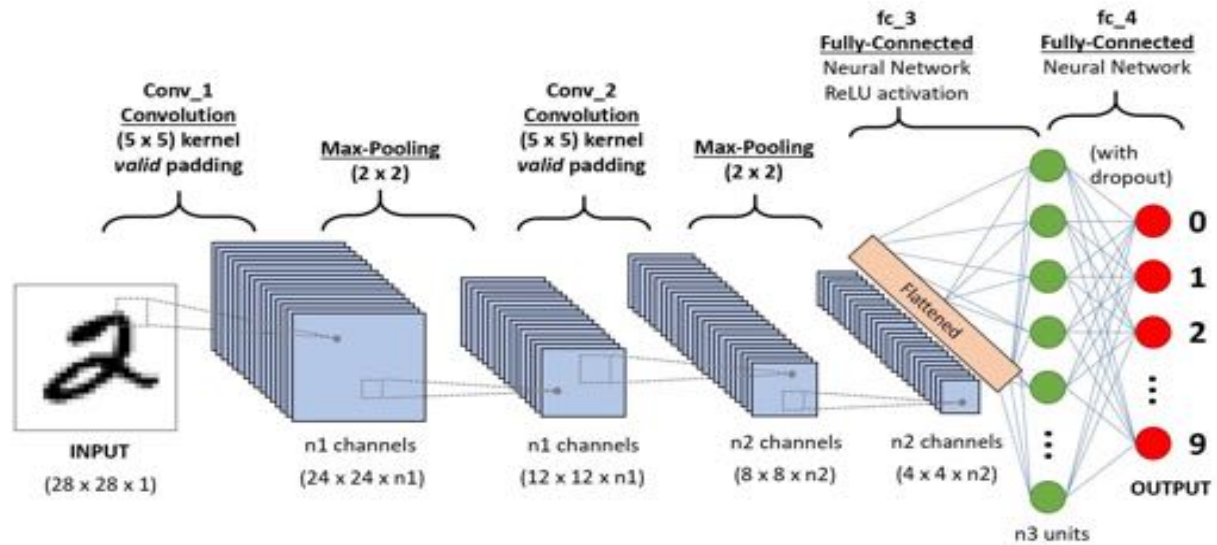 fc_3
Fully-Connected
Neural Network
ReLU activation
fc_4
Fully-Connected
Neural Network
Conv_1
Convolution
(5 x 5) kernel
valid padding
Max-Pooling
(2 x 2)
Conv_2
Convolution
(5 x 5) kernel
valid padding
Max-Pooling
(2 x 2)
(with
dropout)
Flattened
0
1
2
...
9
...
INPUT
(28 x 28 x 1)
n1 channels
(24 x 24 x n1)
n1 channels
(12 x 12 x n1)
n2 channels
(8 x 8 x n2)
n2 channels
(4 x 4 x n2)
OUTPUT
n3 units
2